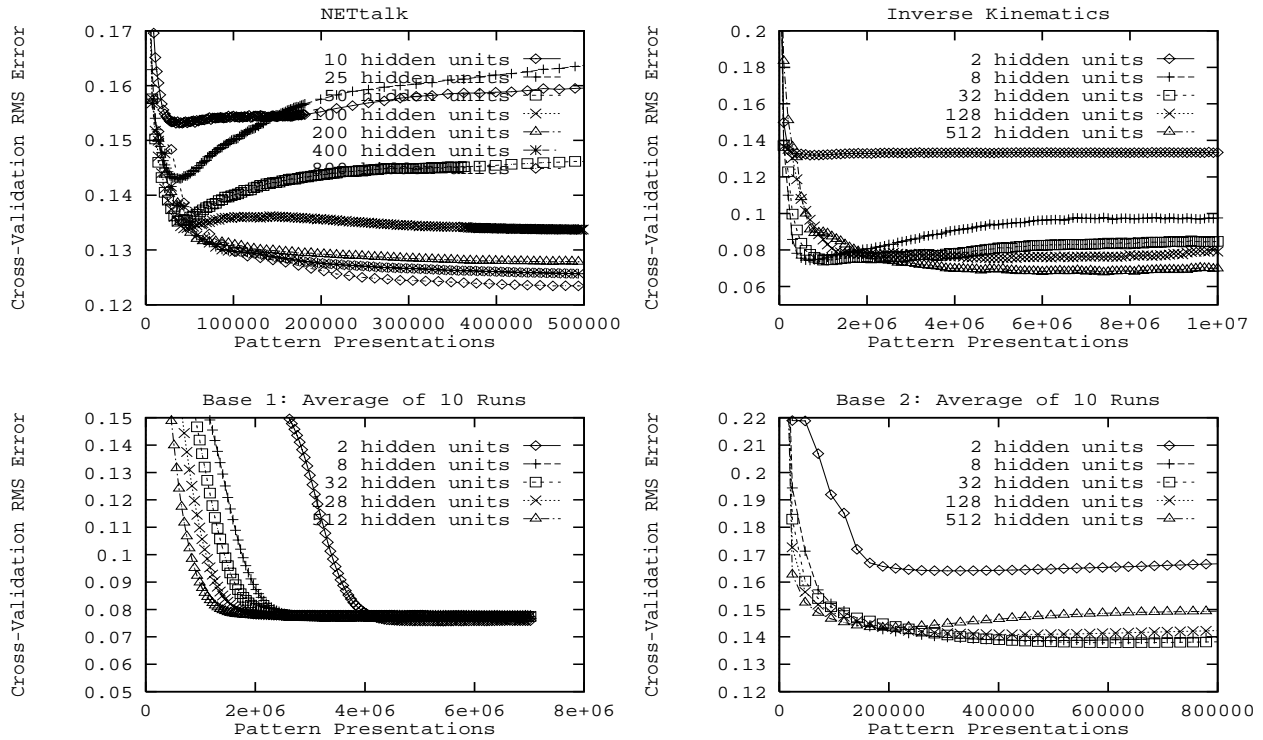 NETtalk
Cross-Validation RMS Error
0.17
0.16
0.15
0.14
0.13
0.12
10 hidden units
25 hidden units
50 hidden units
100 hidden units
200 hidden units
400 hidden units
hidden units
0 100000 200000 300000 400000 500000
Pattern Presentations
Inverse Kinematics
Cross-Validation RMS Error
0.2
0.18
0.16
0.14
0.12
0.1
0.08
0.06
2 hidden units
8 hidden units
32 hidden units
128 hidden units
512 hidden units
0 2e+06 4e+06 6e+06 8e+06 1e+07
Pattern Presentations
Base 1: Average of 10 Runs
Cross-Validation RMS Error
0.15
0.14
0.13
0.12
0.11
0.1
0.09
0.08
0.07
0.06
0.05
2 hidden units
8 hidden units
32 hidden units
128 hidden units
512 hidden units
0 2e+06 4e+06 6e+06 8e+06
Pattern Presentations
Base 2: Average of 10 Runs
Cross-Validation RMS Error
0.22
0.21
0.2
0.19
0.18
0.17
0.16
0.15
0.14
0.13
0.12
2 hidden units
8 hidden units
32 hidden units
128 hidden units
512 hidden units
0 200000 400000 600000 800000
Pattern Presentations